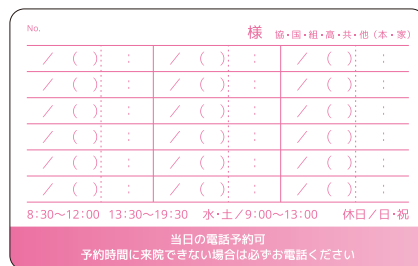 No. 様 協・国・組・高・共・他（本・家）
／ （ ） ： ／ （ ） ： ／ （ ） ：
／ （ ） ： ／ （ ） ： ／ （ ） ：
／ （ ） ： ／ （ ） ： ／ （ ） ：
／ （ ） ： ／ （ ） ： ／ （ ） ：
／ （ ） ： ／ （ ） ： ／ （ ） ：
／ （ ） ： ／ （ ） ： ／ （ ） ：
8:30〜12:00 13:30〜19:30 水・土／9:00〜13:00 休日／日・祝
当日の電話予約可
予約時間に来院できない場合は必ずお電話ください